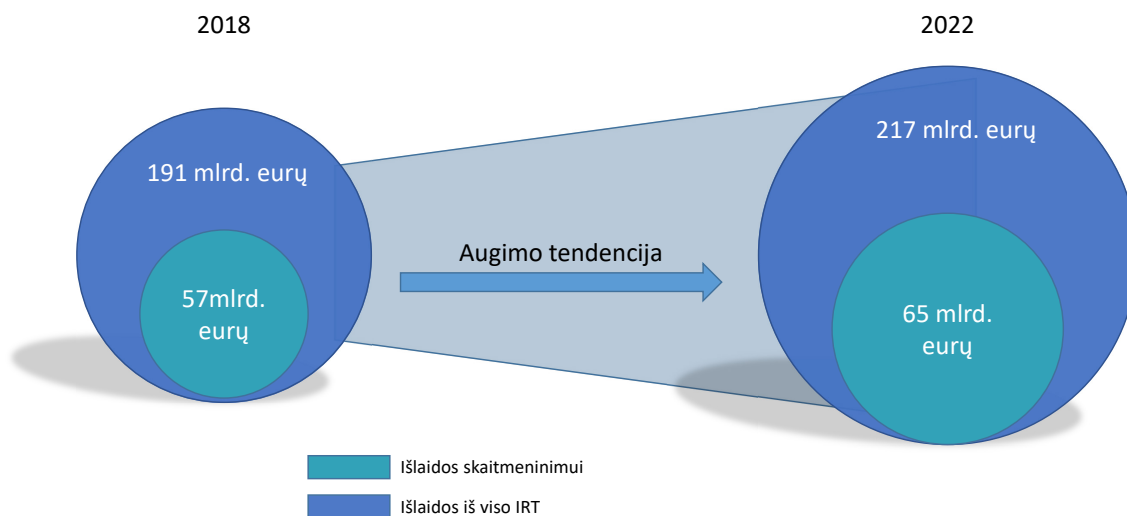 2018
2022
191 mlrd. eurų
217 mlrd. eurų
Augimo tendencija
57mlrd.
eurų
65 mlrd.
eurų
Išlaidos skaitmeninimui
Išlaidos iš viso IRT